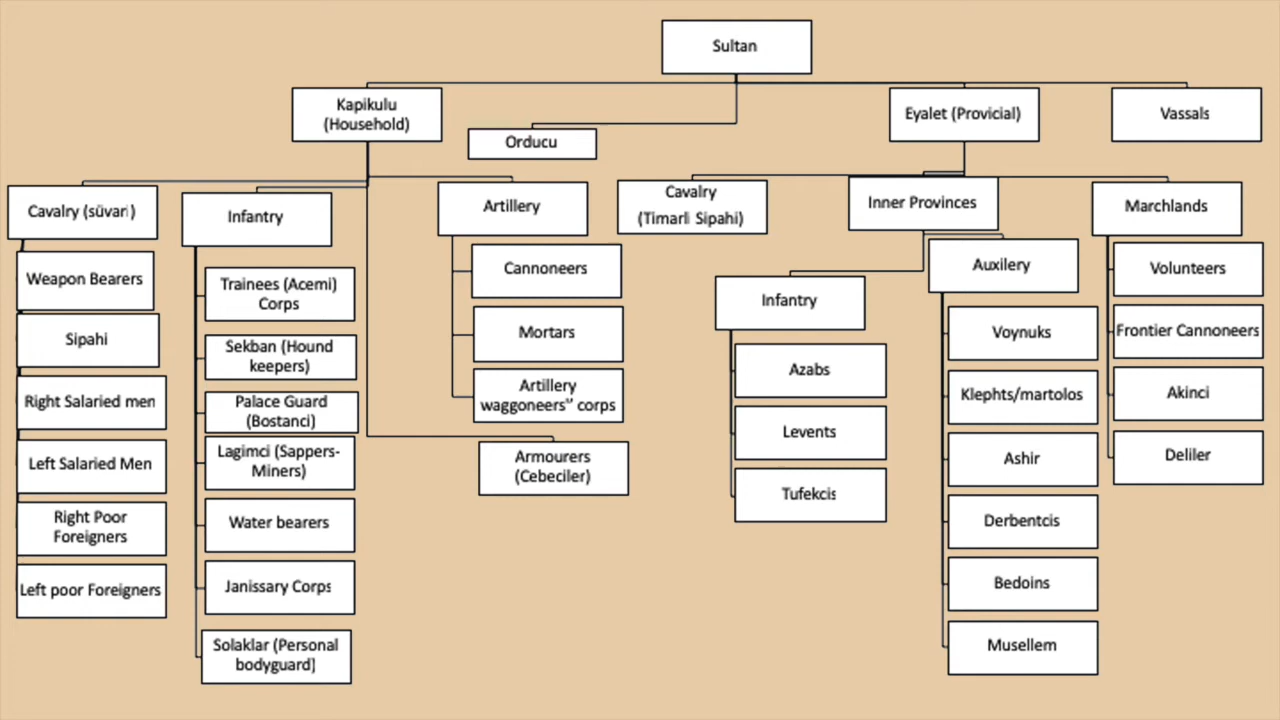 Sultan
Kapikulu
(Household)
Orducu
Eyalet (Provicial)
Vassals
Cavalry (süvari)
Weapon Bearers
Sipahi
Right Salaried men
Left Salaried Men
Right Poor
Foreigners
Left poor Foreigners
Infantry
Trainees (Acemi)
Corps
Sekban (Hound
keepers)
Palace Guard
(Bostanci)
Lagimci (Sappers-
Miners)
Water bearers
Janissary Corps
Solaklar (Personal
bodyguard)
Artillery
Cannoneers
Mortars
Artillery
waggoneers” corps
Armourers
(Cebeciler)
Cavalry
(Timarli Sipahi)
Inner Provinces
Infantry
Azabs
Levents
Tufekcis
Auxilery
Voynuks
Klephts/martolos
Ashir
Derbentcis
Bedoins
Musellem
Marchlands
Volunteers
Frontier Cannoneers
Akinci
Deliler